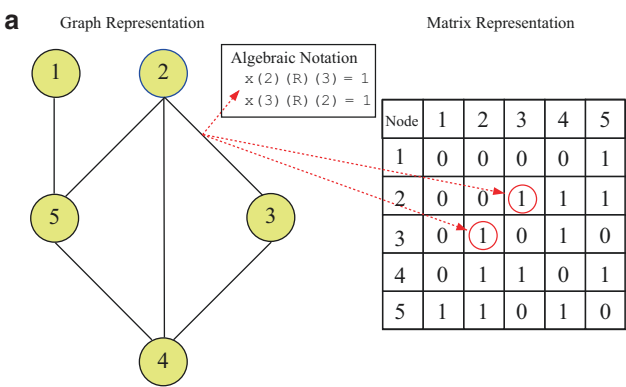 a
Graph Representation
Matrix Representation
1
2
5
3
4
Algebraic Notation
x(2)(R)(3) = 1
x(3)(R)(2) = 1
Node 1 2 3 4 5
1 0 0 0 0 1
2 0 0 1 1 1
3 0 1 0 1 0
4 0 1 1 0 1
5 1 1 0 1 0